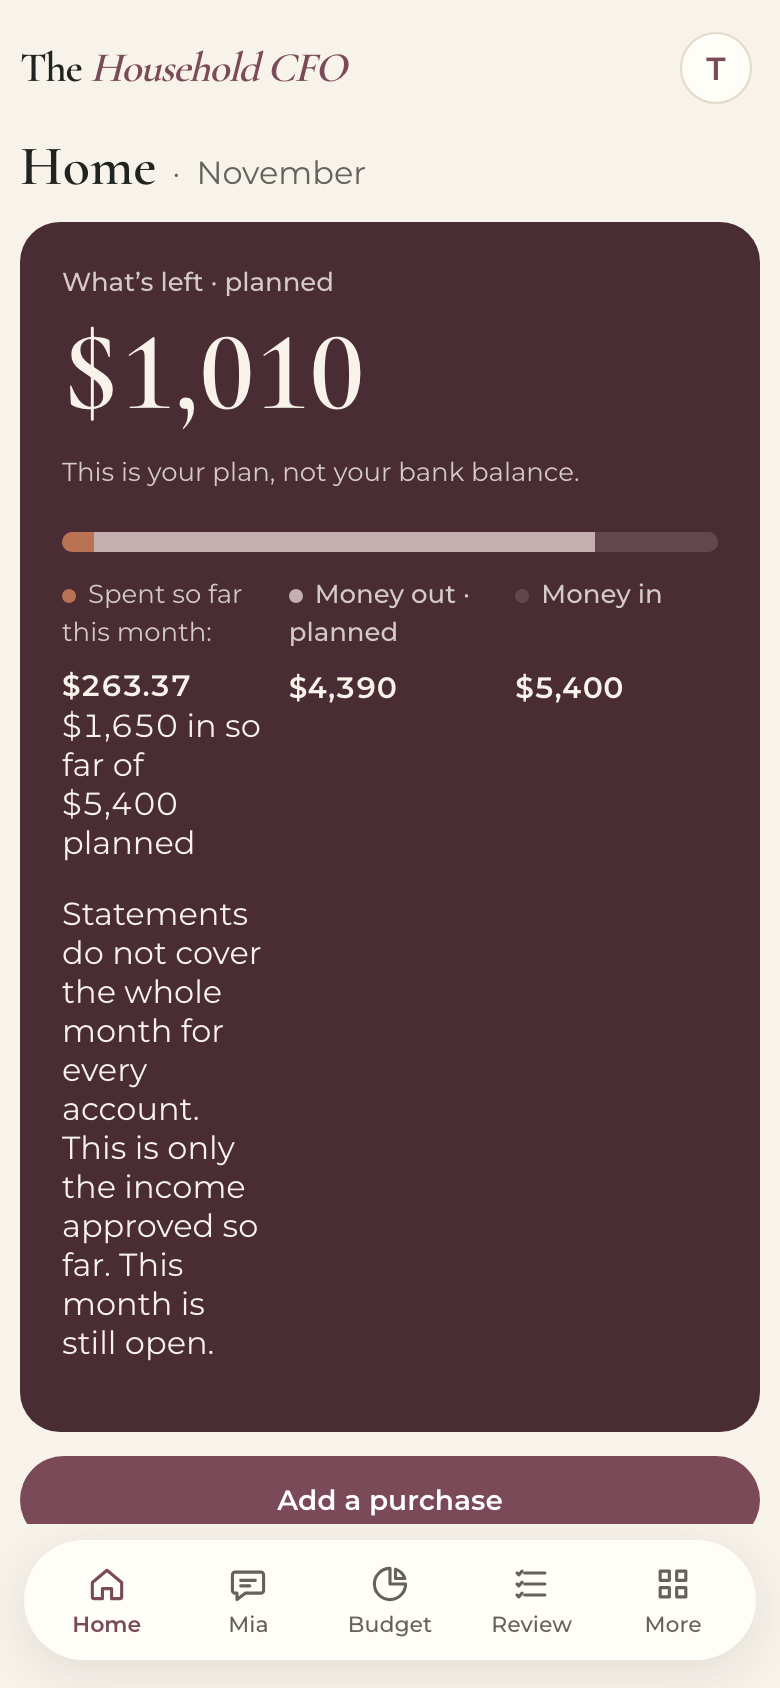 The Household CFO
T
Home · November
What’s left · planned
$1,010
This is your plan, not your bank balance.
Spent so far
this month:
$263.37
$1,650 in so
far of
$5,400
planned
Statements
do not cover
the whole
month for
every
account.
This is only
the income
approved so
far. This
month is
still open.
Money out ·
planned
$4,390
Money in
$5,400
Add a purchase
Home
Mia
Budget
Review
More